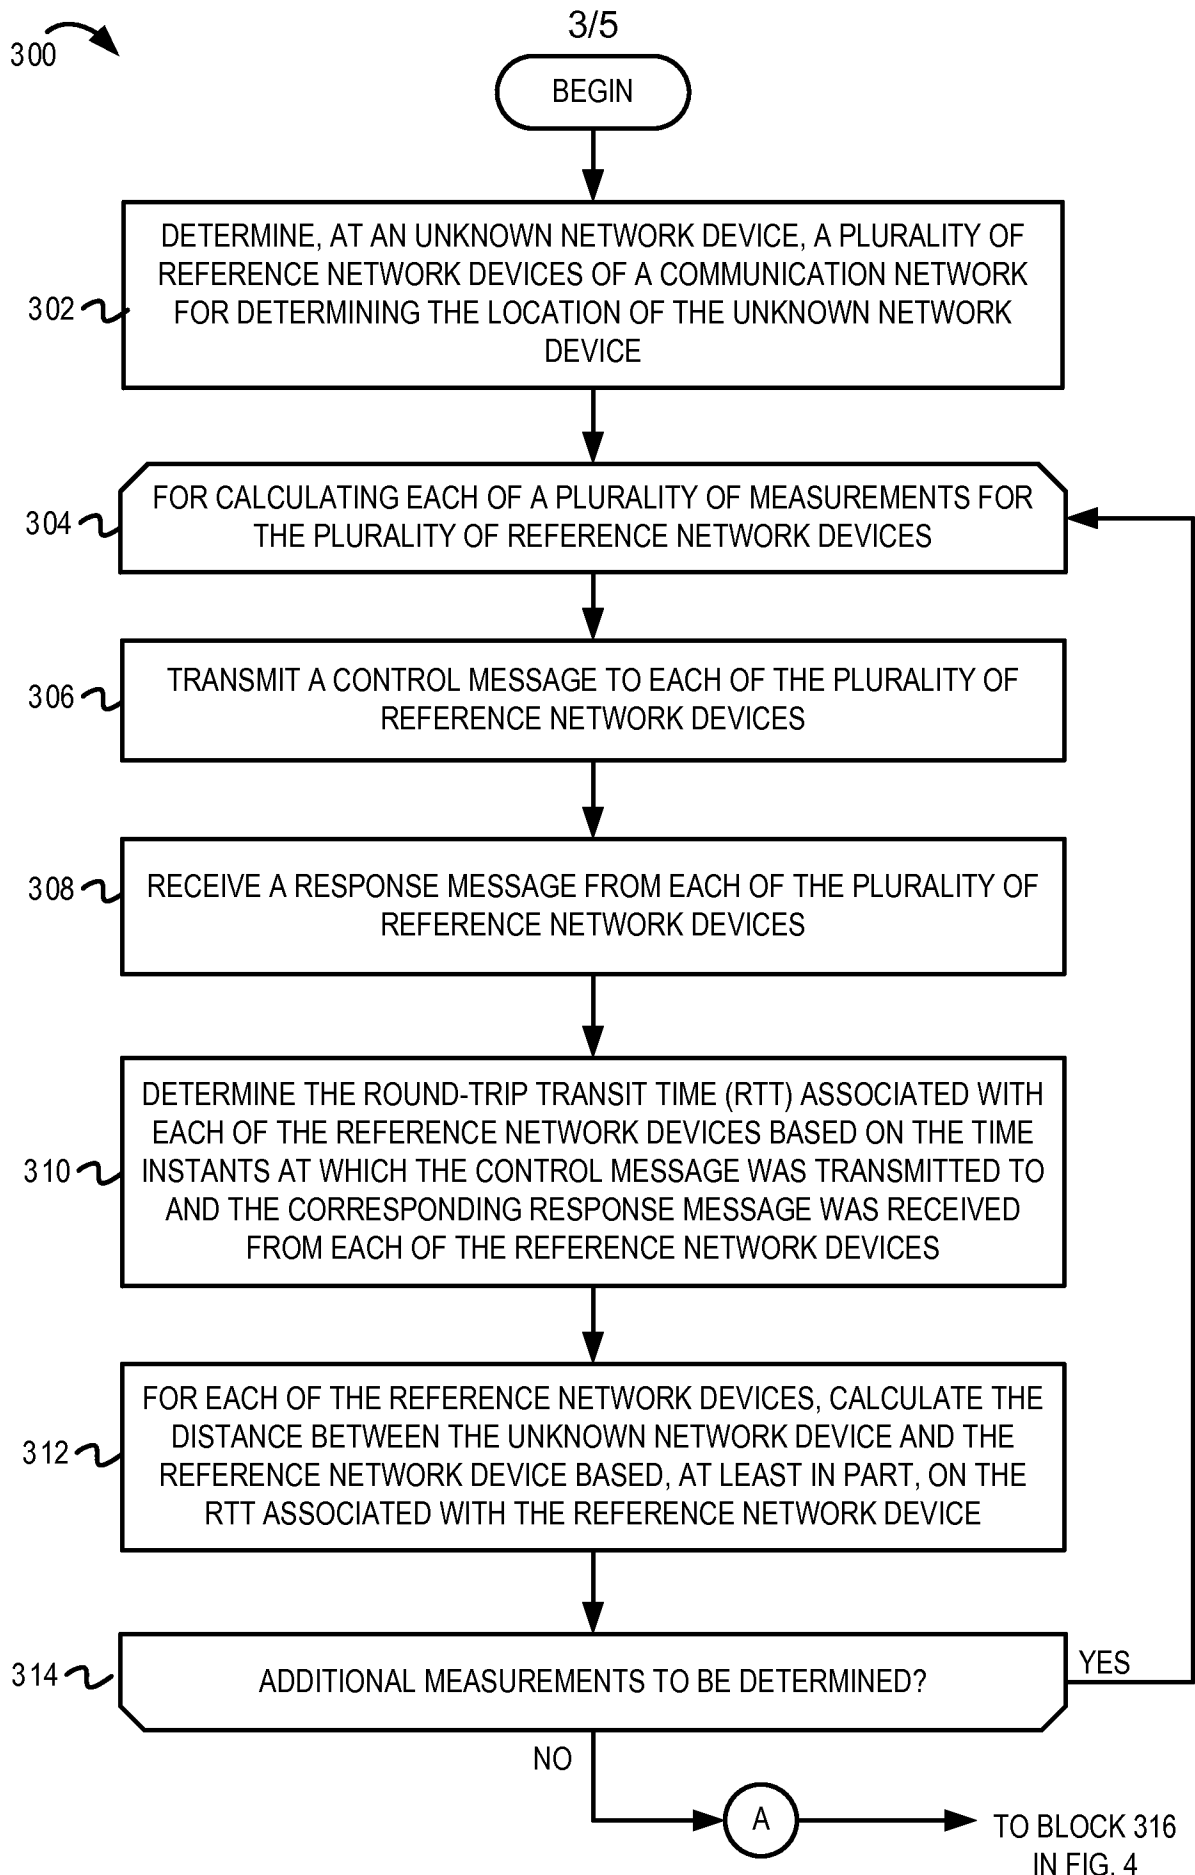 3/5
300
BEGIN
DETERMINE, AT AN UNKNOWN NETWORK DEVICE, A PLURALITY OF
REFERENCE NETWORK DEVICES OF A COMMUNICATION NETWORK
FOR DETERMINING THE LOCATION OF THE UNKNOWN NETWORK
DEVICE
302
FOR CALCULATING EACH OF A PLURALITY OF MEASUREMENTS FOR
THE PLURALITY OF REFERENCE NETWORK DEVICES
304
TRANSMIT A CONTROL MESSAGE TO EACH OF THE PLURALITY OF
REFERENCE NETWORK DEVICES
306
RECEIVE A RESPONSE MESSAGE FROM EACH OF THE PLURALITY OF
REFERENCE NETWORK DEVICES
308
DETERMINE THE ROUND-TRIP TRANSIT TIME (RTT) ASSOCIATED WITH
EACH OF THE REFERENCE NETWORK DEVICES BASED ON THE TIME
INSTANTS AT WHICH THE CONTROL MESSAGE WAS TRANSMITTED TO
AND THE CORRESPONDING RESPONSE MESSAGE WAS RECEIVED
FROM EACH OF THE REFERENCE NETWORK DEVICES
310
FOR EACH OF THE REFERENCE NETWORK DEVICES, CALCULATE THE
DISTANCE BETWEEN THE UNKNOWN NETWORK DEVICE AND THE
REFERENCE NETWORK DEVICE BASED, AT LEAST IN PART, ON THE
RTT ASSOCIATED WITH THE REFERENCE NETWORK DEVICE
312
ADDITIONAL MEASUREMENTS TO BE DETERMINED?
314
YES
NO
A
TO BLOCK 316
IN FIG. 4